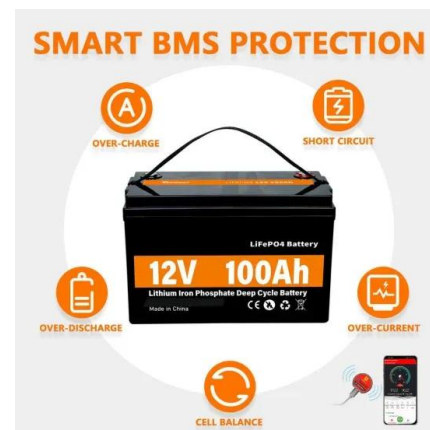 SMART BMS PROTECTION
A
OVER-CHARGE
SHORT CIRCUIT
LiFePO4 Battery
12V 100Ah
Lithium Iron Phosphate Deep Cycle Battery
Made in China
CE
OVER-DISCHARGE
OVER-CURRENT
CELL BALANCE